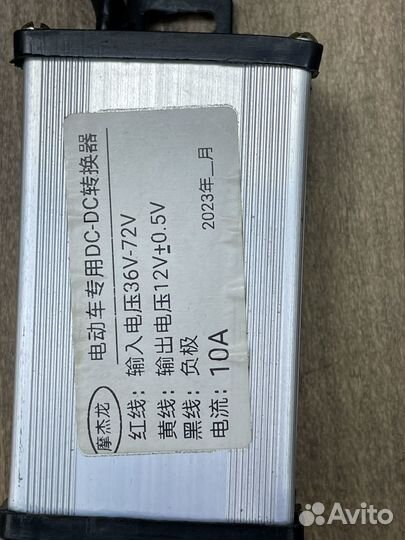 摩杰龙
电动车专用DC-DC转换器
红线：输入电压36V-72V
黄线：输出电压12V±0.5V
黑线：负极
电流：10A
2023年__月
Avito